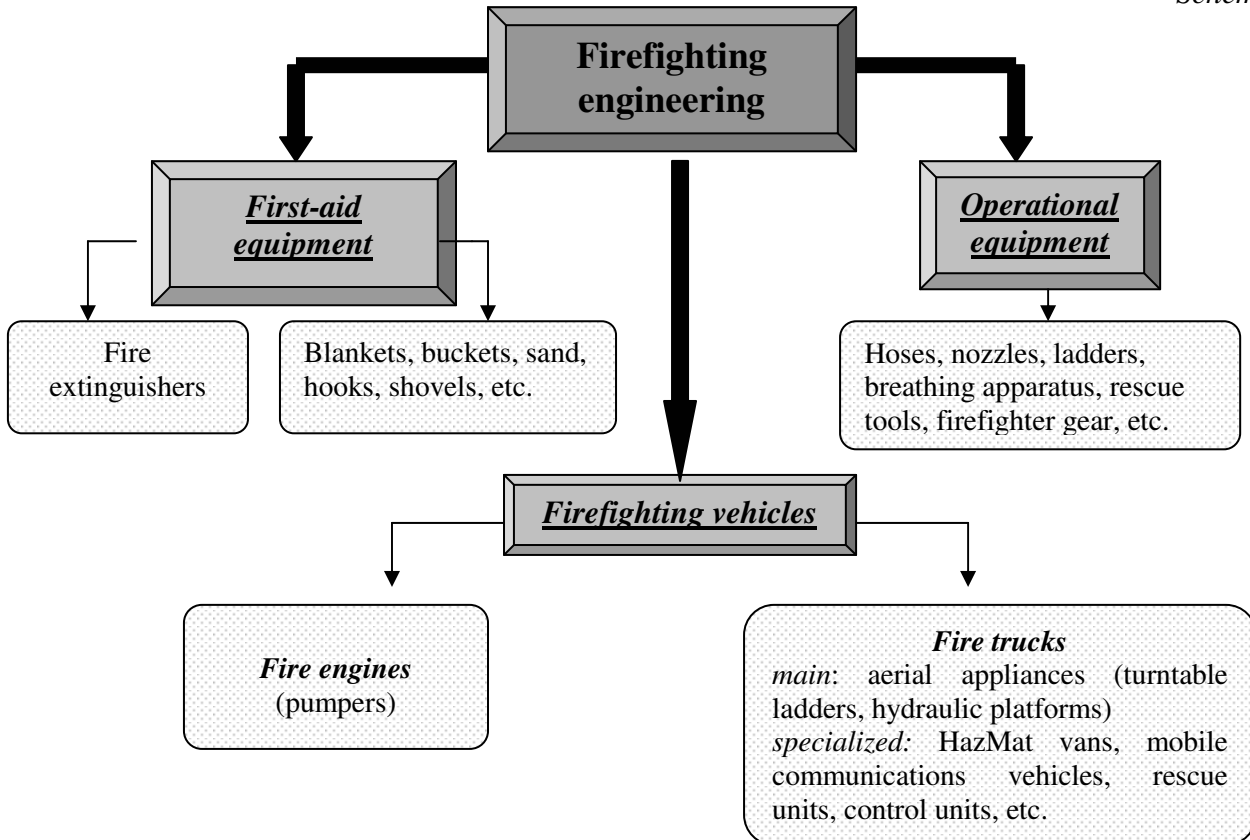 Firefighting
engineering
First-aid
equipment
Operational
equipment
Fire
extinguishers
Blankets, buckets, sand,
hooks, shovels, etc.
Hoses, nozzles, ladders,
breathing apparatus, rescue
tools, firefighter gear, etc.
Firefighting vehicles
Fire engines
(pumpers)
Fire trucks
main: aerial appliances (turntable
ladders, hydraulic platforms)
specialized: HazMat vans, mobile
communications vehicles, rescue
units, control units, etc.